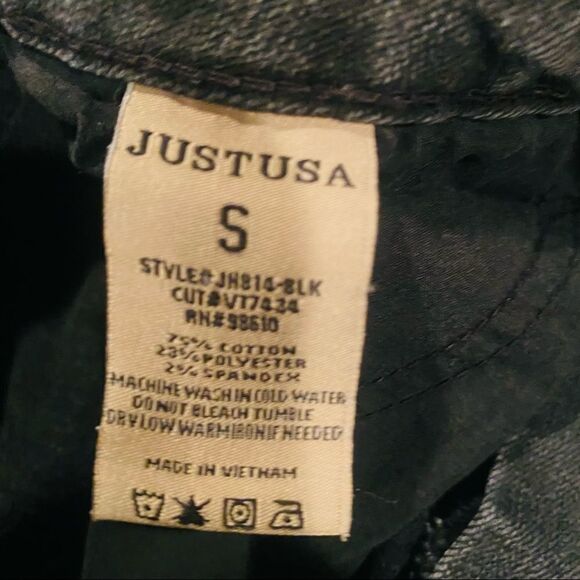 JUSTUSA
S
STYLE#JH814-BLK
CUT#VT7434
RN#98610
75% COTTON
23% POLYESTER
2% SPANDEX
MACHINE WASH IN COLD WATER
DO NOT BLEACH TUMBLE
DRY LOW WARM IRON IF NEEDED
MADE IN VIETNAM